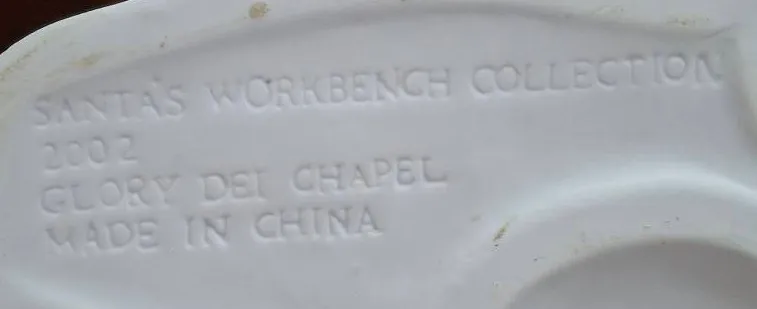 SANTA'S WORKBENCH COLLECTION
2002
GLORY DEI CHAPEL
MADE IN CHINA